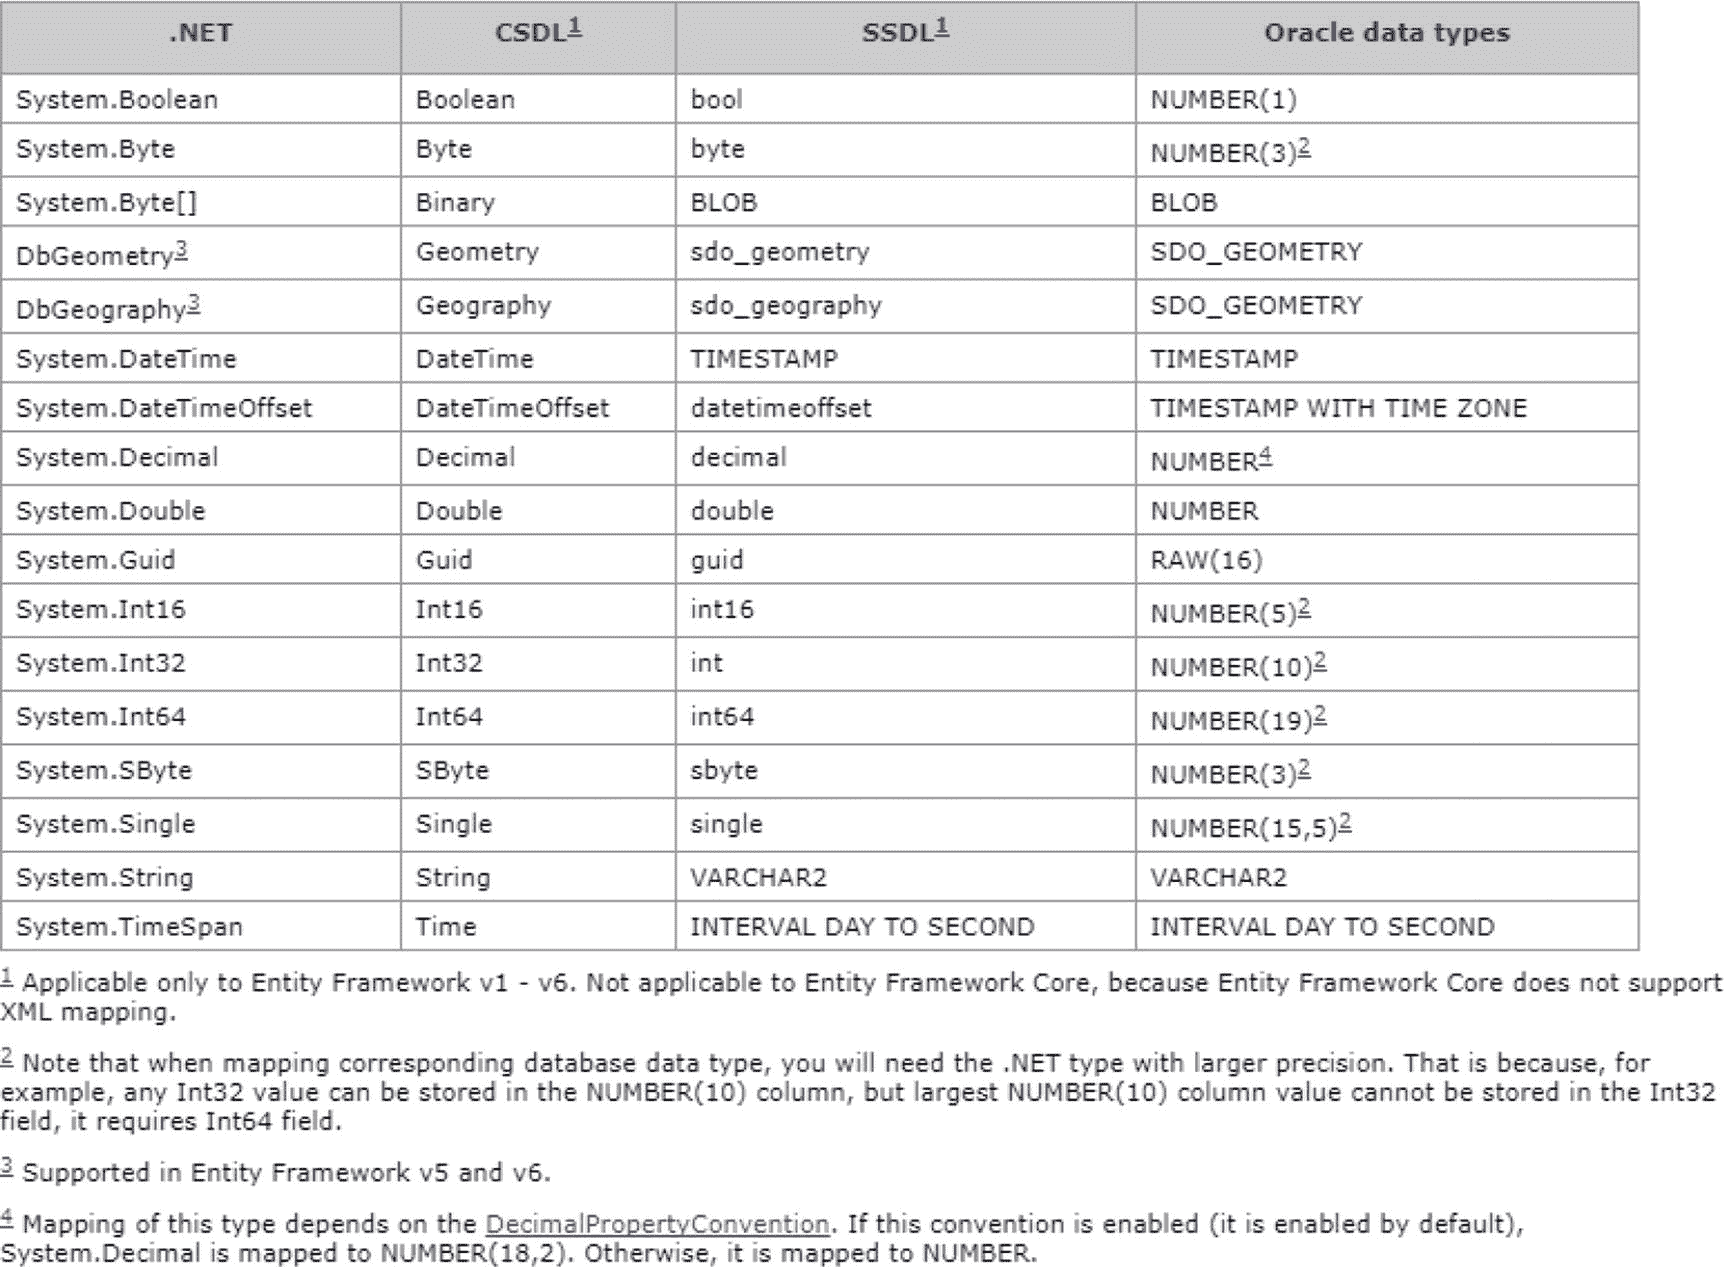 .NET CSDL1 SSDL1 Oracle data types
System.Boolean Boolean bool NUMBER(1)
System.Byte Byte byte NUMBER(3)2
System.Byte[] Binary BLOB BLOB
DbGeometry3 Geometry sdo_geometry SDO_GEOMETRY
DbGeography3 Geography sdo_geography SDO_GEOMETRY
System.DateTime DateTime TIMESTAMP TIMESTAMP
System.DateTimeOffset DateTimeOffset datetimeoffset TIMESTAMP WITH TIME ZONE
System.Decimal Decimal decimal NUMBER4
System.Double Double double NUMBER
System.Guid Guid guid RAW(16)
System.Int16 Int16 int16 NUMBER(5)2
System.Int32 Int32 int NUMBER(10)2
System.Int64 Int64 int64 NUMBER(19)2
System.SByte SByte sbyte NUMBER(3)2
System.Single Single single NUMBER(15,5)2
System.String String VARCHAR2 VARCHAR2
System.TimeSpan Time INTERVAL DAY TO SECOND INTERVAL DAY TO SECOND
1 Applicable only to Entity Framework v1 - v6. Not applicable to Entity Framework Core, because Entity Framework Core does not support
XML mapping.
2 Note that when mapping corresponding database data type, you will need the .NET type with larger precision. That is because, for
example, any Int32 value can be stored in the NUMBER(10) column, but largest NUMBER(10) column value cannot be stored in the Int32
field, it requires Int64 field.
3 Supported in Entity Framework v5 and v6.
4 Mapping of this type depends on the DecimalPropertyConvention. If this convention is enabled (it is enabled by default),
System.Decimal is mapped to NUMBER(18,2). Otherwise, it is mapped to NUMBER.